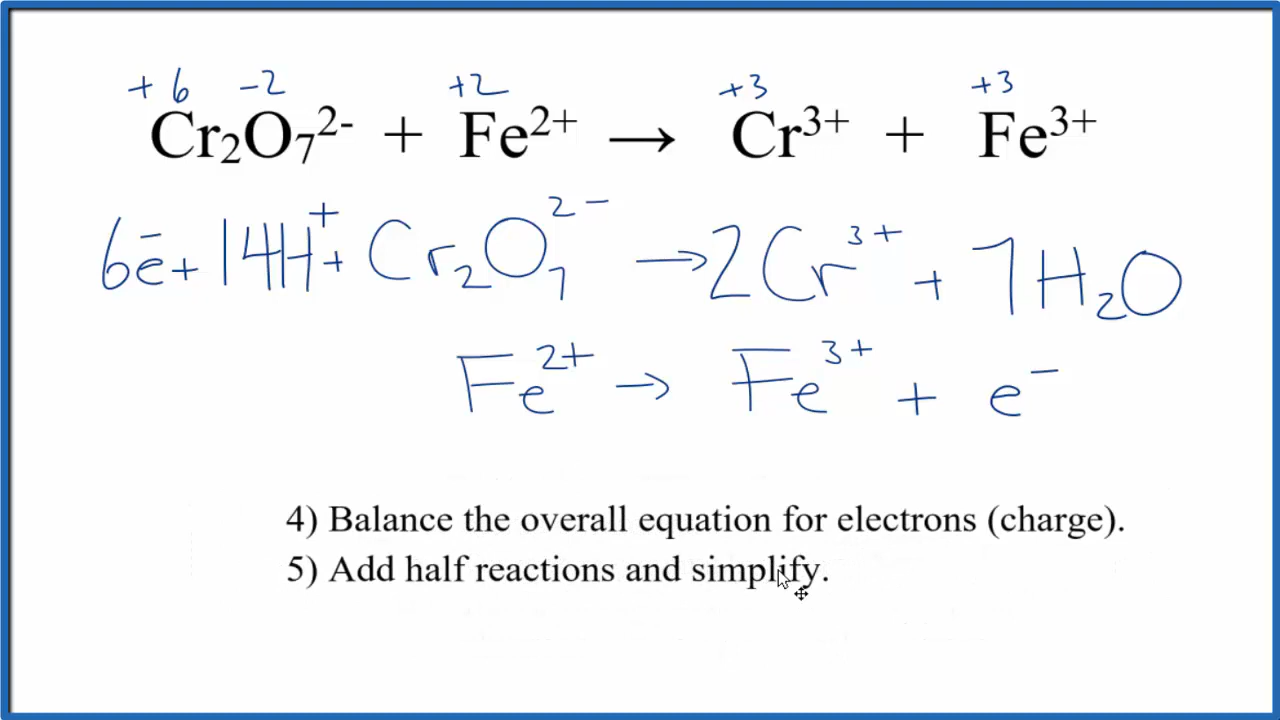 +6 -2 +2 +3 +3
Cr₂O₇²⁻ + Fe²⁺ → Cr³⁺ + Fe³⁺
6e⁻ + 14H⁺ + Cr₂O₇²⁻ → 2Cr³⁺ + 7H₂O
Fe²⁺ → Fe³⁺ + e⁻
4) Balance the overall equation for electrons (charge).
5) Add half reactions and simplify.